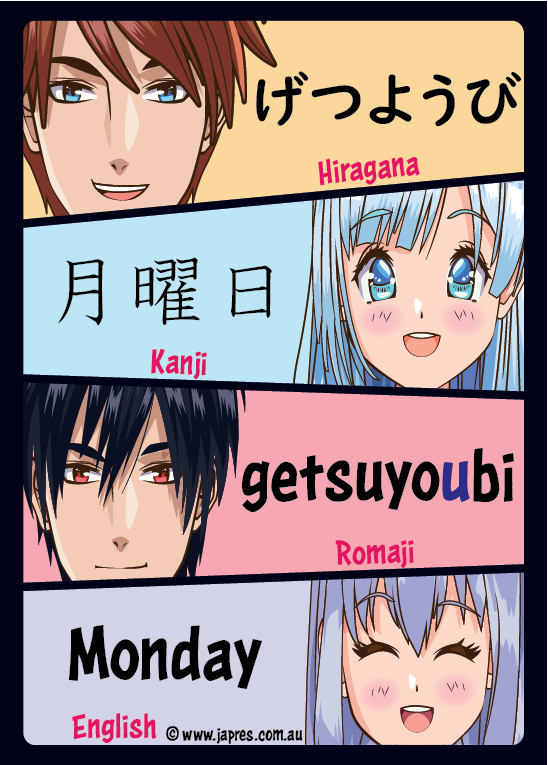 げつようび
Hiragana
月曜日
Kanji
getsuyoubi
Romaji
Monday
English © www.japres.com.au